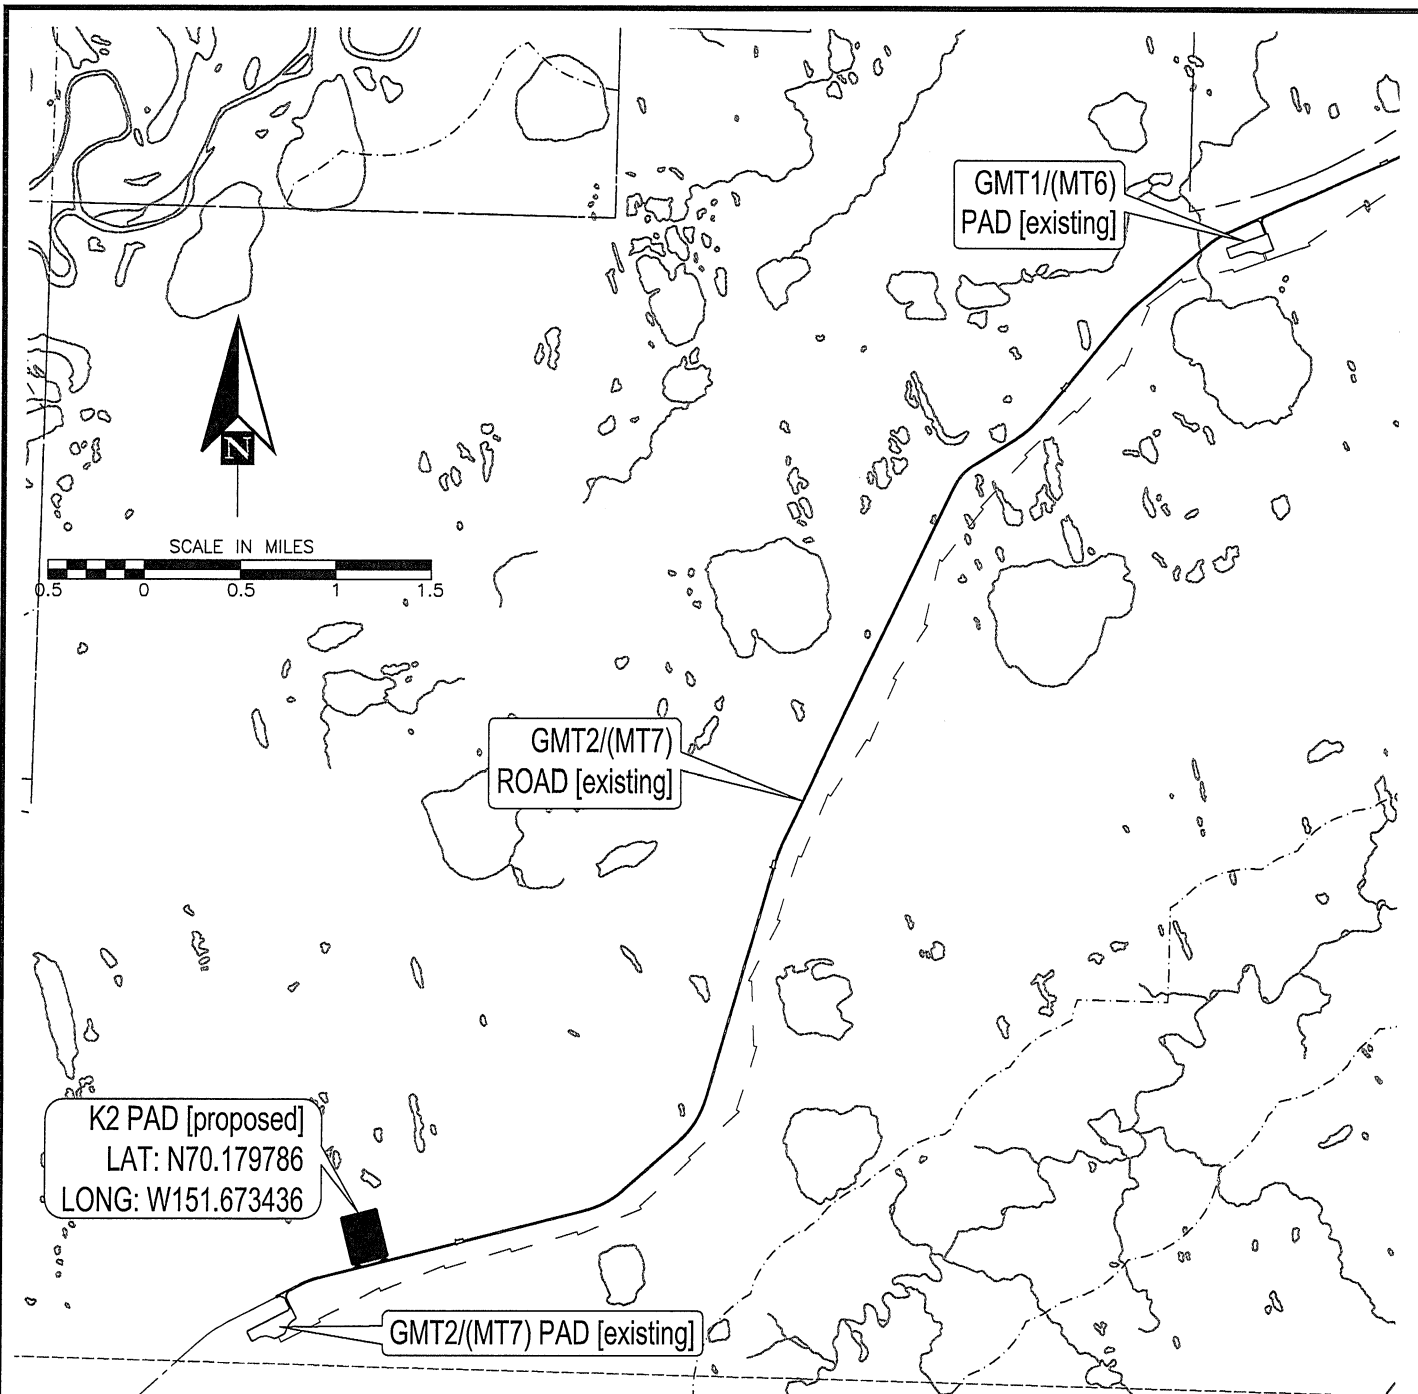 GMT1/(MT6)
PAD [existing]
N
SCALE IN MILES
0.5 0 0.5 1 1.5
GMT2/(MT7)
ROAD [existing]
K2 PAD [proposed]
LAT: N70.179786
LONG: W151.673436
GMT2/(MT7) PAD [existing]